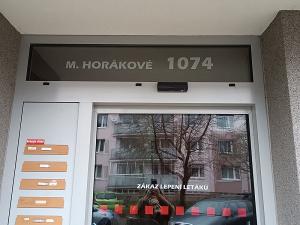 M. HORÁKOVÉ 1074
ZÁKAZ LEPENÍ LETÁKŮ